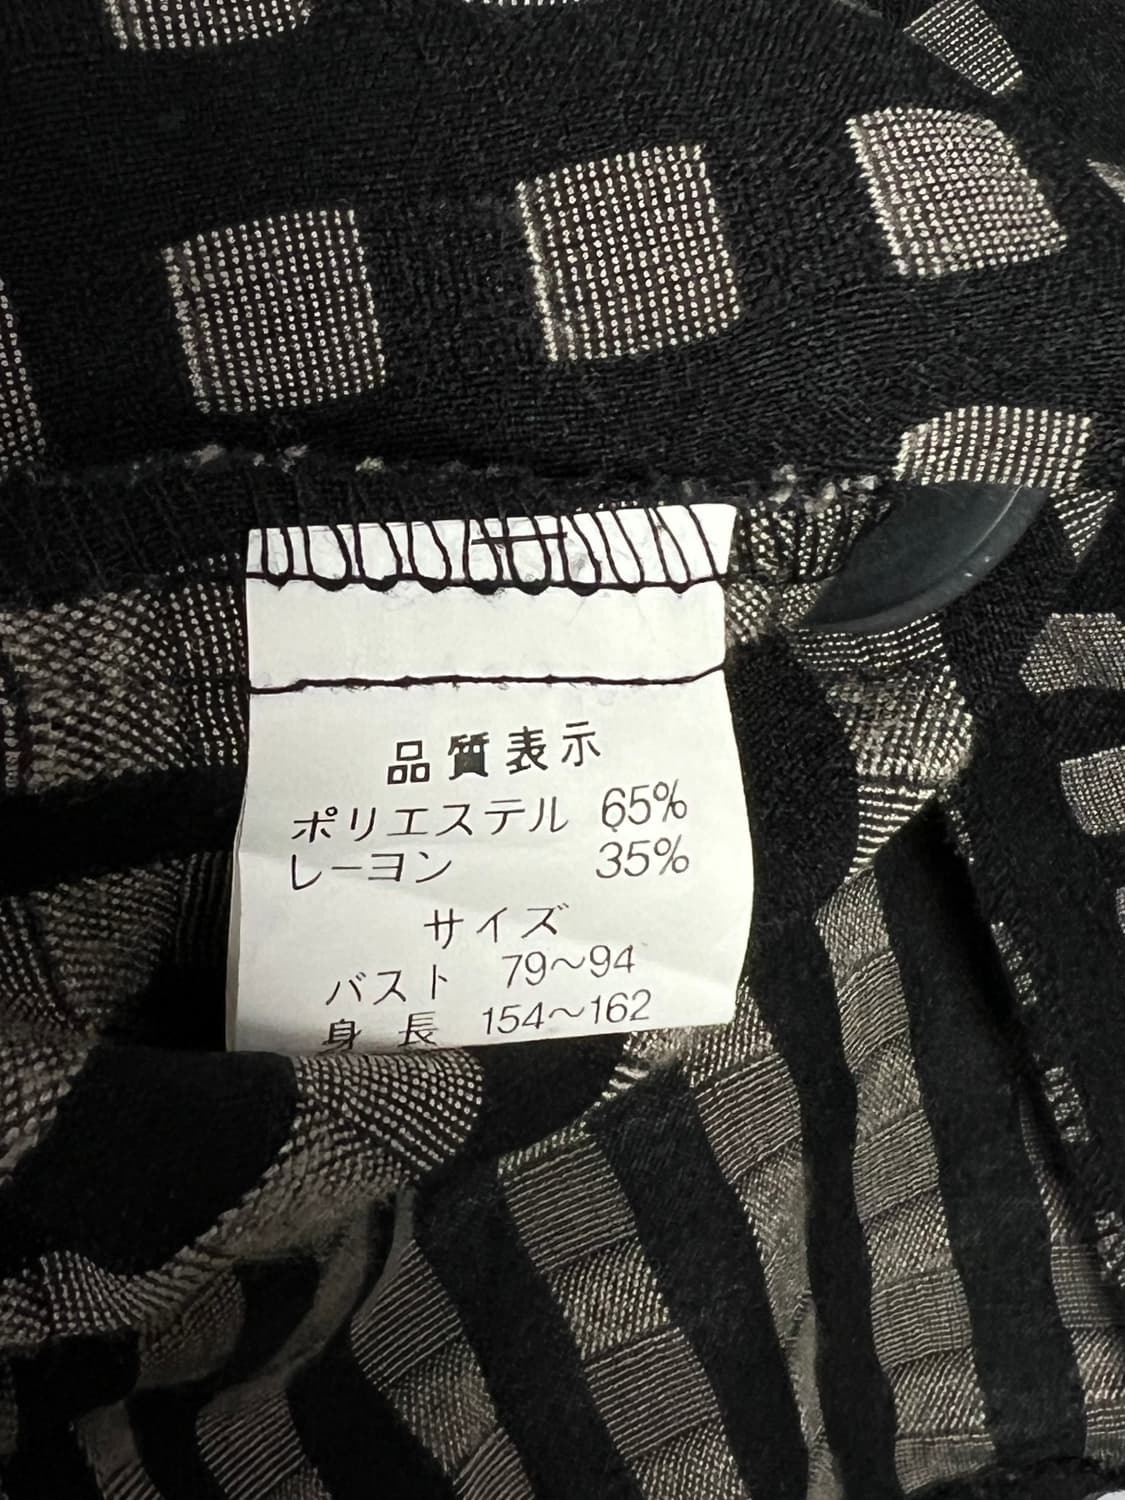 品質表示
ポリエステル 65%
レーヨン 35%
サイズ
バスト 79〜94
身長 154〜162